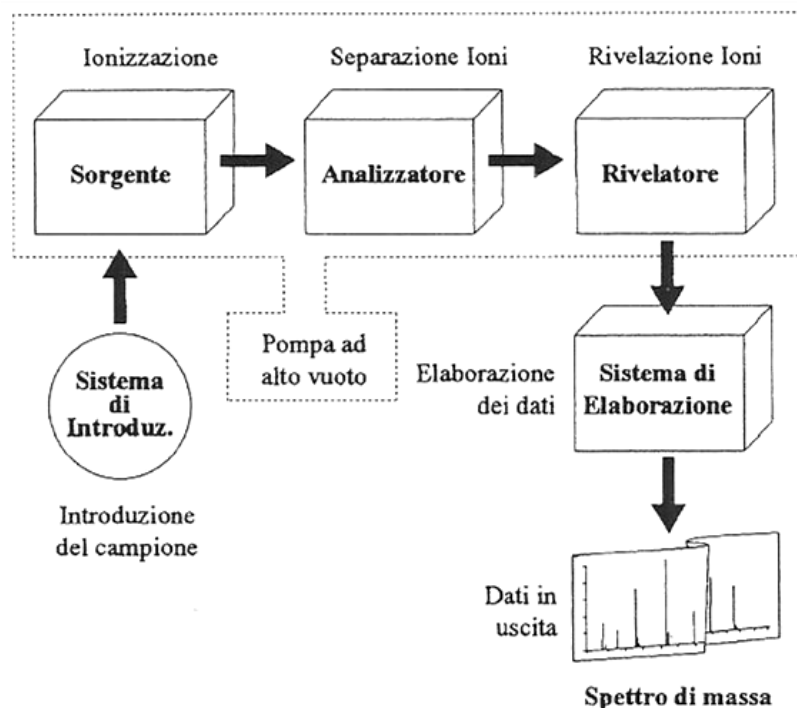 Ionizzazione
Separazione Ioni
Rivelazione Ioni
Sorgente
Analizzatore
Rivelatore
Sistema
di
Introduz.
Introduzione
del campione
Pompa ad
alto vuoto
Elaborazione
dei dati
Sistema di
Elaborazione
Dati in
uscita
Spettro di massa